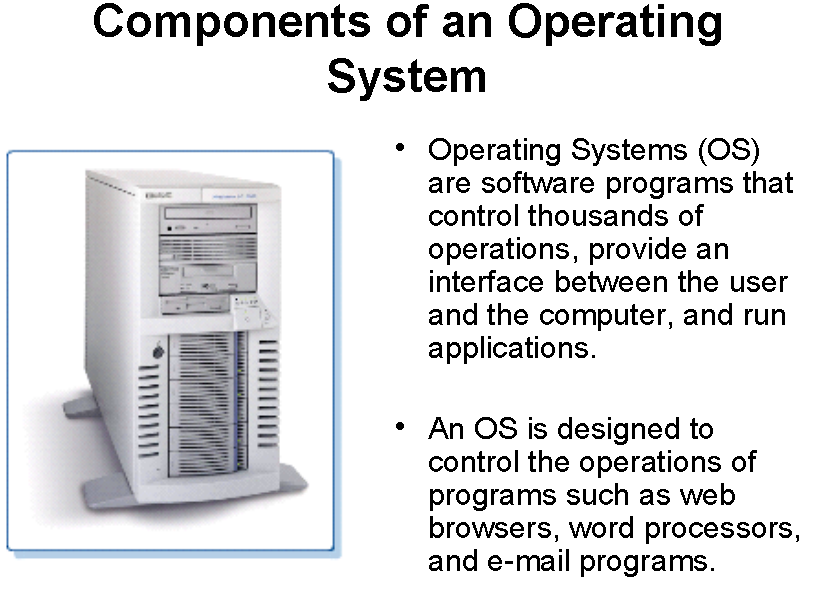 Components of an Operating
System
• Operating Systems (OS)
are software programs that
control thousands of
operations, provide an
interface between the user
and the computer, and run
applications.
• An OS is designed to
control the operations of
programs such as web
browsers, word processors,
and e-mail programs.